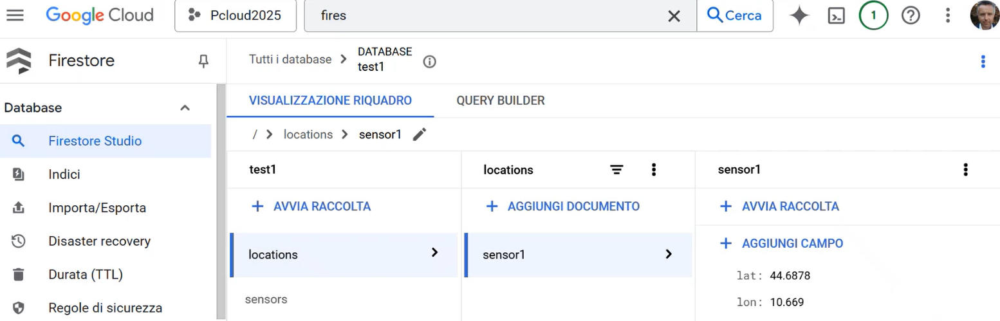 Google Cloud
Pcloud2025
fires
Cerca
1
Firestore
Tutti i database
DATABASE
test1
Database
VISUALIZZAZIONE RIQUADRO
QUERY BUILDER
Firestore Studio
/ locations sensor1
Indici
test1
locations
sensor1
Importa/Esporta
AVVIA RACCOLTA
AGGIUNGI DOCUMENTO
AVVIA RACCOLTA
Disaster recovery
locations
sensor1
AGGIUNGI CAMPO
Durata (TTL)
lat: 44.6878
sensors
lon: 10.669
Regole di sicurezza